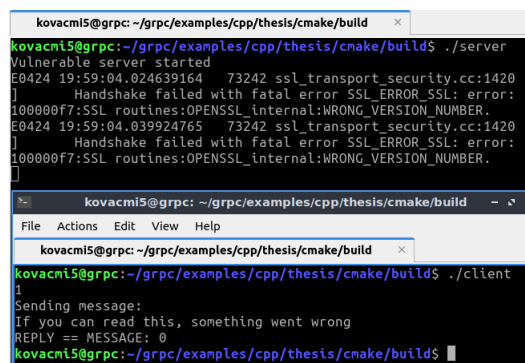 kovacmi5@grpc: ~/grpc/examples/cpp/thesis/cmake/build ×
kovacmi5@grpc:~/grpc/examples/cpp/thesis/cmake/build$ ./server
Vulnerable server started
E0424 19:59:04.024639164   73242 ssl_transport_security.cc:1420
]      Handshake failed with fatal error SSL_ERROR_SSL: error:
100000f7:SSL routines:OPENSSL_internal:WRONG_VERSION_NUMBER.
E0424 19:59:04.039924765   73242 ssl_transport_security.cc:1420
]      Handshake failed with fatal error SSL_ERROR_SSL: error:
100000f7:SSL routines:OPENSSL_internal:WRONG_VERSION_NUMBER.
kovacmi5@grpc: ~/grpc/examples/cpp/thesis/cmake/build
File Actions Edit View Help
kovacmi5@grpc: ~/grpc/examples/cpp/thesis/cmake/build ×
kovacmi5@grpc:~/grpc/examples/cpp/thesis/cmake/build$ ./client
1
Sending message:
If you can read this, something went wrong
REPLY == MESSAGE: 0
kovacmi5@grpc:~/grpc/examples/cpp/thesis/cmake/build$